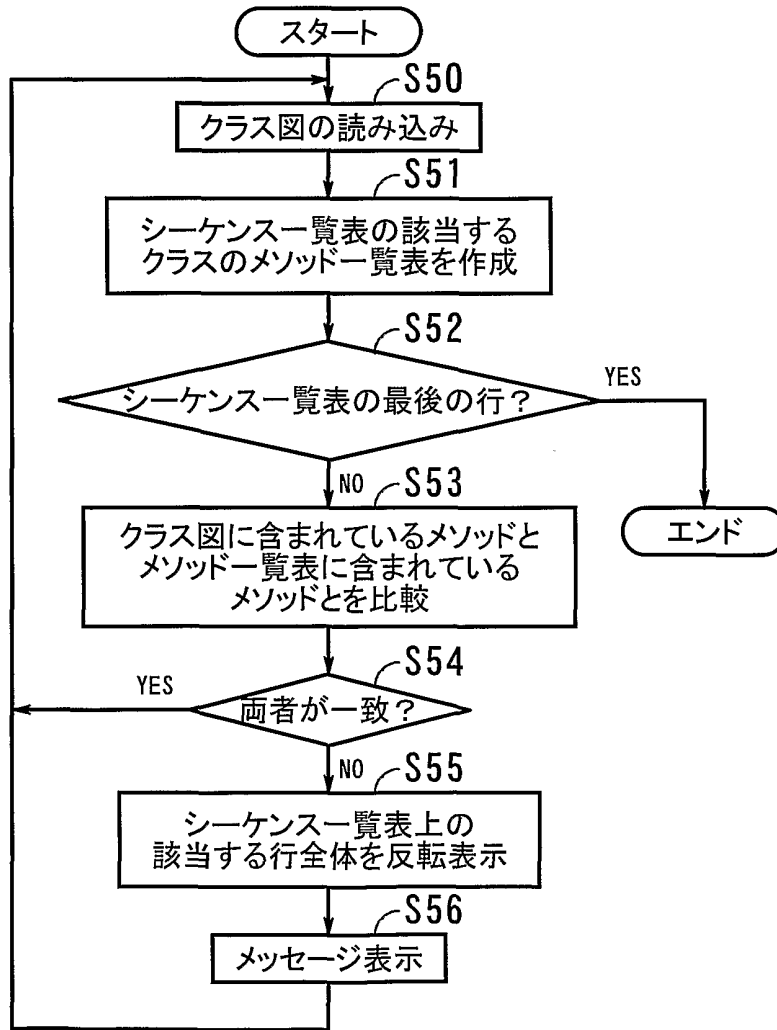 スタート
S50
クラス図の読み込み
S51
シーケンス一覧表の該当する
クラスのメソッド一覧表を作成
S52
シーケンス一覧表の最後の行？
YES
NO
エンド
S53
クラス図に含まれているメソッドと
メソッド一覧表に含まれている
メソッドとを比較
S54
YES
両者が一致？
NO
S55
シーケンス一覧表上の
該当する行全体を反転表示
S56
メッセージ表示